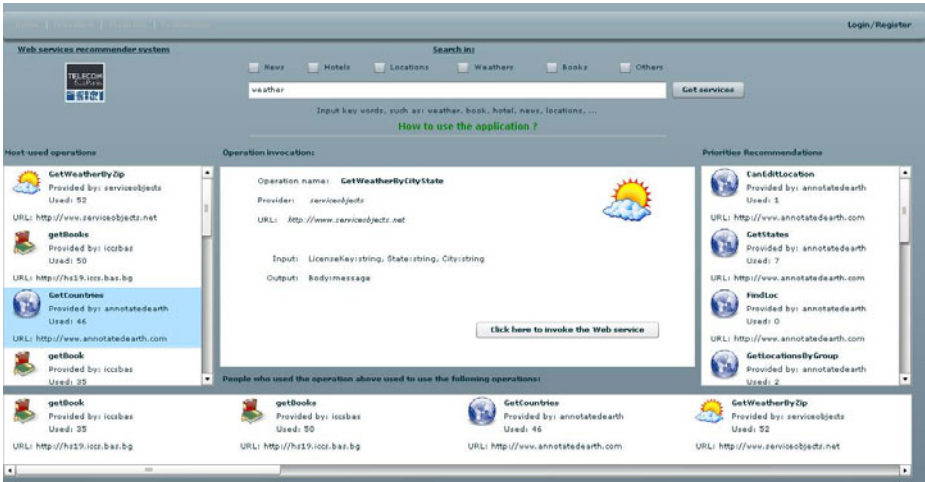 Login/Register
Web services recommender system
Search in:
News
Hotels
Locations
Weathers
Books
Others
TELECOM
weather
Get services
Input key words, such as: weather, book, hotel, news, locations, ...
How to use the application ?
Most-used operations
Operation invocation:
Priorities Recommendations
GetWeatherByZip
Provided by: serviceobjects
Used: 52
URL: http://www.serviceobjects.net
getBooks
Provided by: iccsbas
Used: 50
URL: http://hs19.iccs.bas.bg
GetCountries
Provided by: annotatedearth
Used: 46
URL: http://www.annotatedearth.com
getBook
Provided by: iccsbas
Used: 35
Operation name: GetWeatherByCityState
Provider: serviceobjects
URL: http://www.serviceobjects.net
Input: LicenseKey:string, State:string, City:string
Output: Body:message
Click here to invoke the Web service
CanEditLocation
Provided by: annotatedearth
Used: 1
URL: http://www.annotatedearth.com
GetStates
Provided by: annotatedearth
Used: 7
URL: http://www.annotatedearth.com
FindLoc
Provided by: annotatedearth
Used: 0
URL: http://www.annotatedearth.com
GetLocationsByGroup
Provided by: annotatedearth
Used: 2
People who used the operation above used to use the following operations:
getBook
Provided by: iccsbas
Used: 35
URL: http://hs19.iccs.bas.bg
getBooks
Provided by: iccsbas
Used: 50
URL: http://hs19.iccs.bas.bg
GetCountries
Provided by: annotatedearth
Used: 46
URL: http://www.annotatedearth.com
GetWeatherByZip
Provided by: serviceobjects
Used: 52
URL: http://www.serviceobjects.net